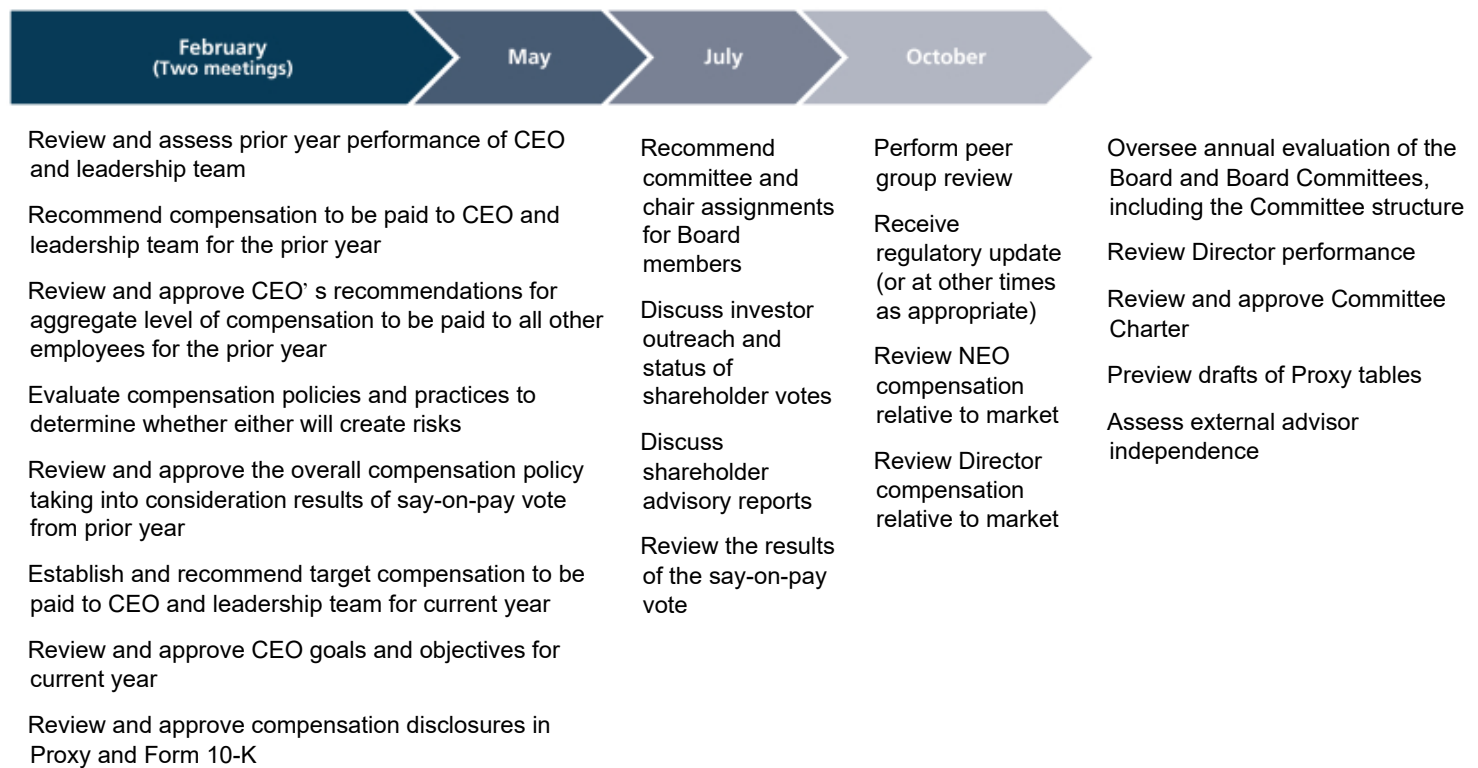 February
(Two meetings)
May
July
October
Review and assess prior year performance of CEO
and leadership team
Recommend compensation to be paid to CEO and
leadership team for the prior year
Review and approve CEO’ s recommendations for
aggregate level of compensation to be paid to all other
employees for the prior year
Evaluate compensation policies and practices to
determine whether either will create risks
Review and approve the overall compensation policy
taking into consideration results of say-on-pay vote
from prior year
Establish and recommend target compensation to be
paid to CEO and leadership team for current year
Review and approve CEO goals and objectives for
current year
Review and approve compensation disclosures in
Proxy and Form 10-K
Recommend
committee and
chair assignments
for Board
members
Discuss investor
outreach and
status of
shareholder votes
Discuss
shareholder
advisory reports
Review the results
of the say-on-pay
vote
Perform peer
group review
Receive
regulatory update
(or at other times
as appropriate)
Review NEO
compensation
relative to market
Review Director
compensation
relative to market
Oversee annual evaluation of the
Board and Board Committees,
including the Committee structure
Review Director performance
Review and approve Committee
Charter
Preview drafts of Proxy tables
Assess external advisor
independence